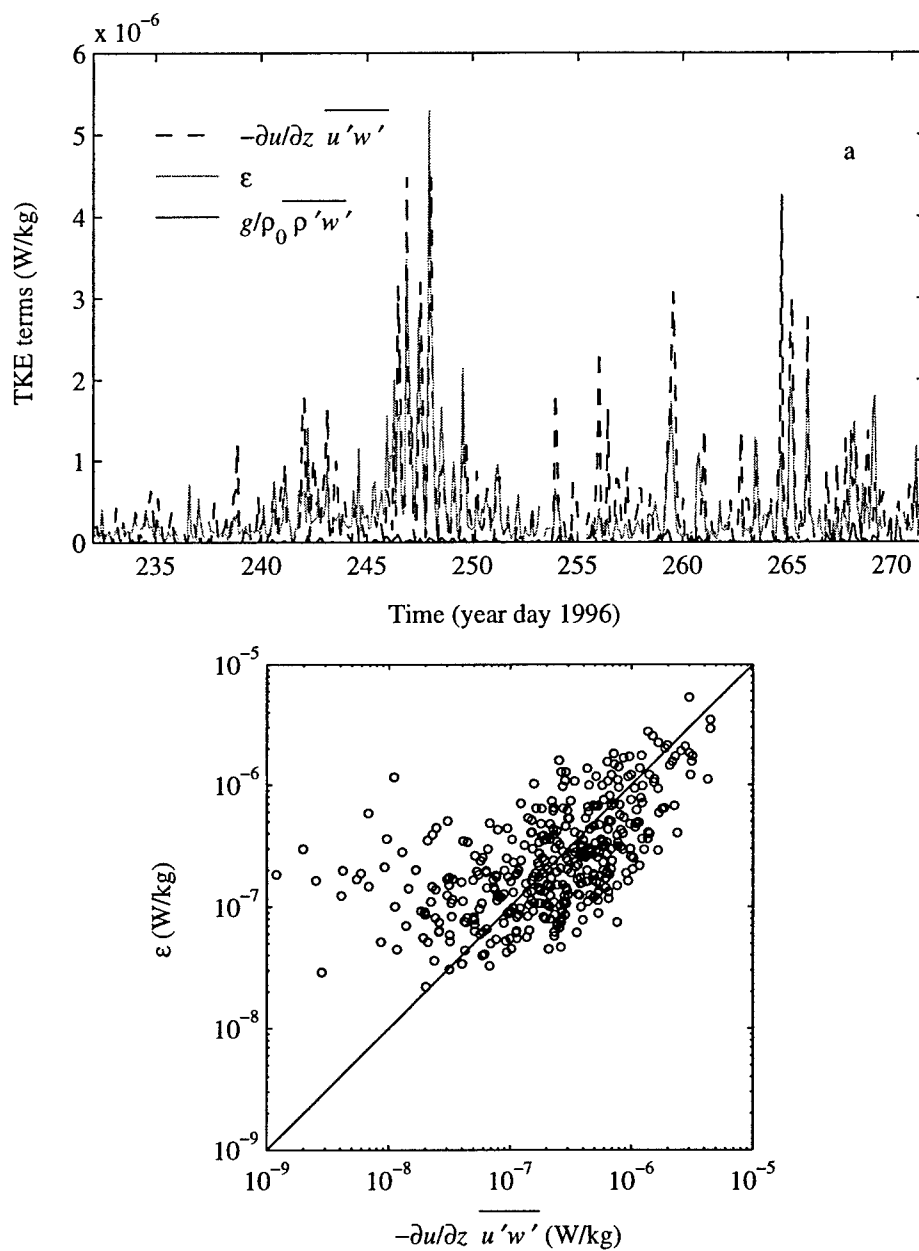 x 10⁻⁶
6
5
4
3
2
1
0
TKE terms (W/kg)
−∂u/∂z u′w′
ε
g/ρ₀ ρ′w′
a
235 240 245 250 255 260 265 270
Time (year day 1996)
10⁻⁵
10⁻⁶
10⁻⁷
10⁻⁸
10⁻⁹
ε (W/kg)
10⁻⁹ 10⁻⁸ 10⁻⁷ 10⁻⁶ 10⁻⁵
−∂u/∂z u′w′ (W/kg)